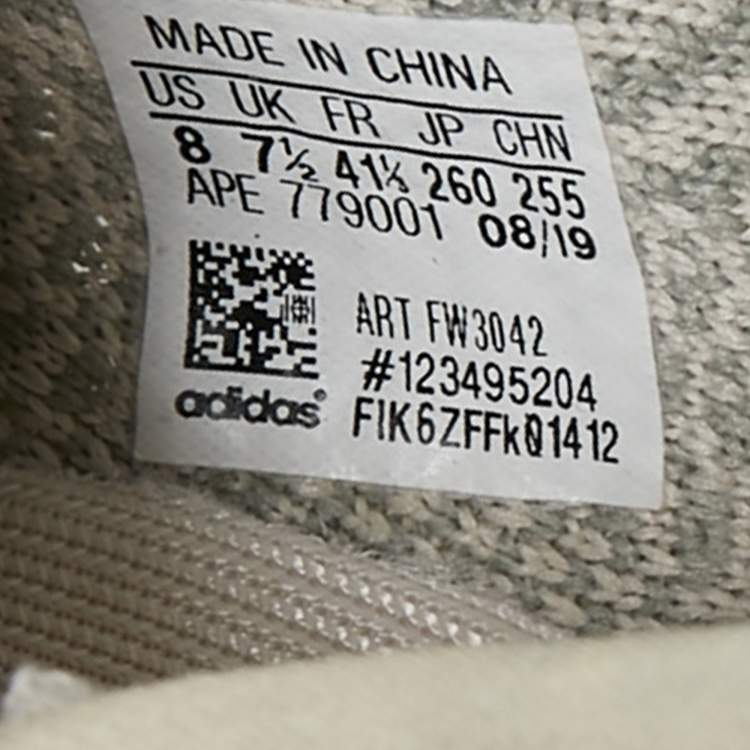 MADE IN CHINA
US UK FR JP CHN
8 7½ 41⅓ 260 255
APE 779001 08/19
ART FW3042
#123495204
adidas®
FIK6ZFFk01412